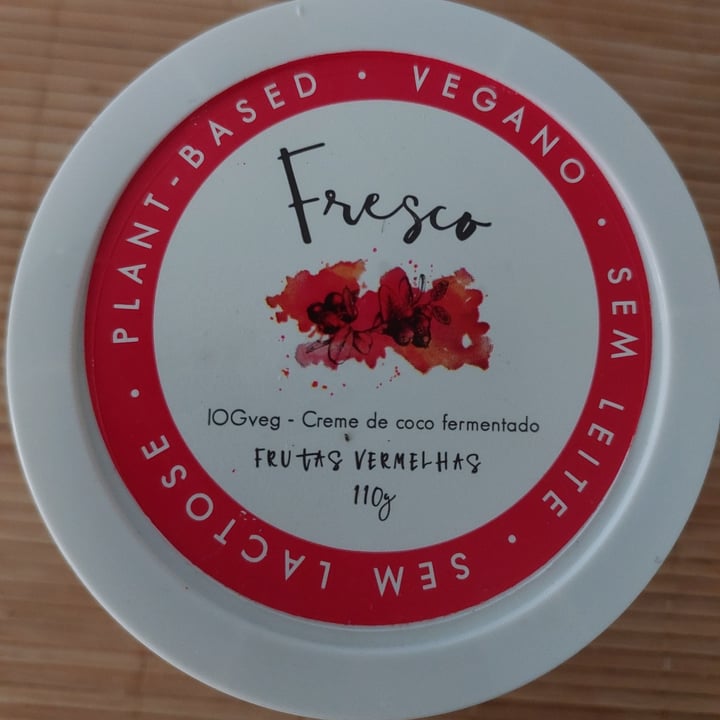 PLANT-BASED • VEGANO • SEM LEITE • SEM LACTOSE •
Fresco
IOGveg - Creme de coco fermentado
FRUTAS VERMELHAS
110g